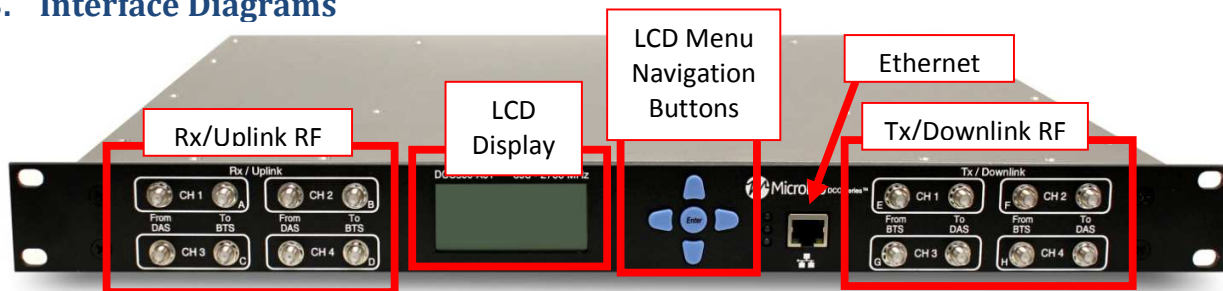 Interface Diagrams
LCD Menu
Navigation
Buttons
Ethernet
LCD
Display
Rx/Uplink RF
Tx/Downlink RF
Rx / Uplink
CH 1
A
CH 2
B
From
DAS
To
BTS
From
DAS
To
BTS
CH 3
C
CH 4
D
2700 MHz
Enter
Tx / Downlink
E
CH 1
F
CH 2
From
BTS
To
DAS
From
BTS
To
DAS
G
CH 3
H
CH 4